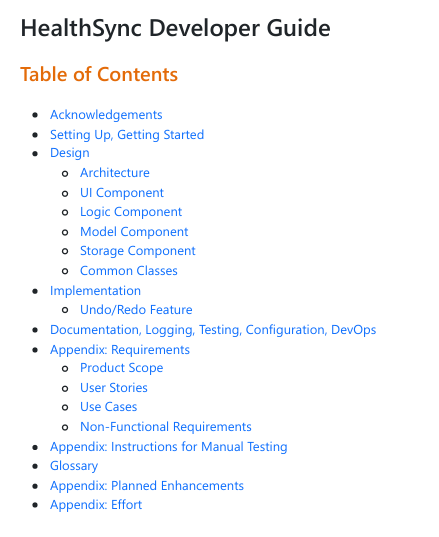 HealthSync Developer Guide
Table of Contents
Acknowledgements
Setting Up, Getting Started
Design
Architecture
UI Component
Logic Component
Model Component
Storage Component
Common Classes
Implementation
Undo/Redo Feature
Documentation, Logging, Testing, Configuration, DevOps
Appendix: Requirements
Product Scope
User Stories
Use Cases
Non-Functional Requirements
Appendix: Instructions for Manual Testing
Glossary
Appendix: Planned Enhancements
Appendix: Effort